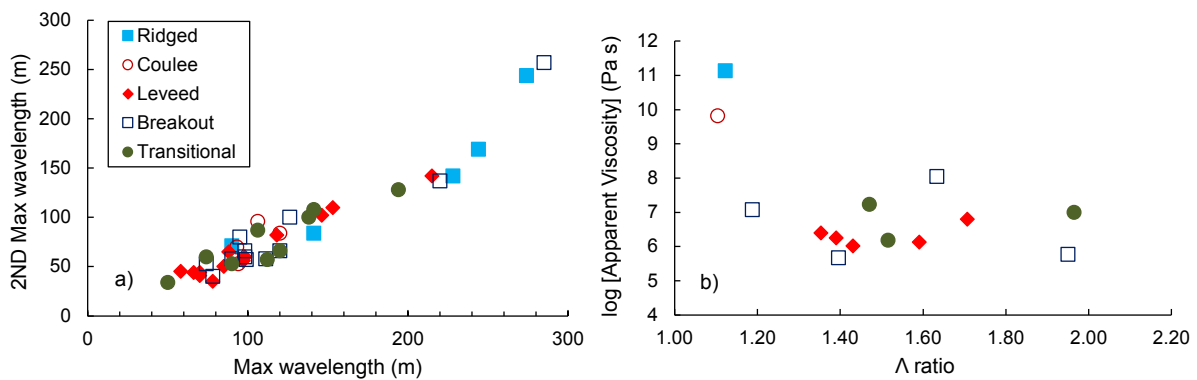 300
250
200
150
100
50
0
2ND Max wavelength (m)
Ridged
Coulee
Leveed
Breakout
Transitional
a)
0
100
200
300
Max wavelength (m)
12
11
10
9
8
7
6
5
4
log [Apparent Viscosity] (Pa s)
b)
1.00
1.20
1.40
1.60
1.80
2.00
2.20
Λ ratio